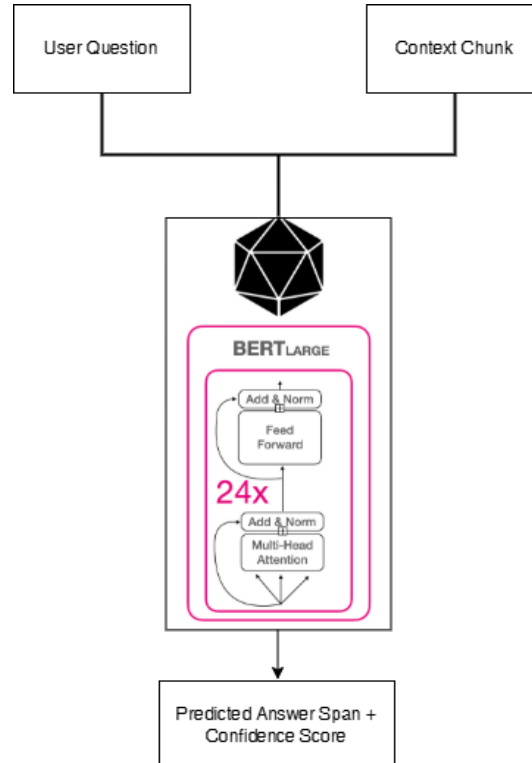 User Question
Context Chunk
BERTLARGE
Add & Norm
Feed
Forward
24x
Add & Norm
Multi-Head
Attention
Predicted Answer Span +
Confidence Score